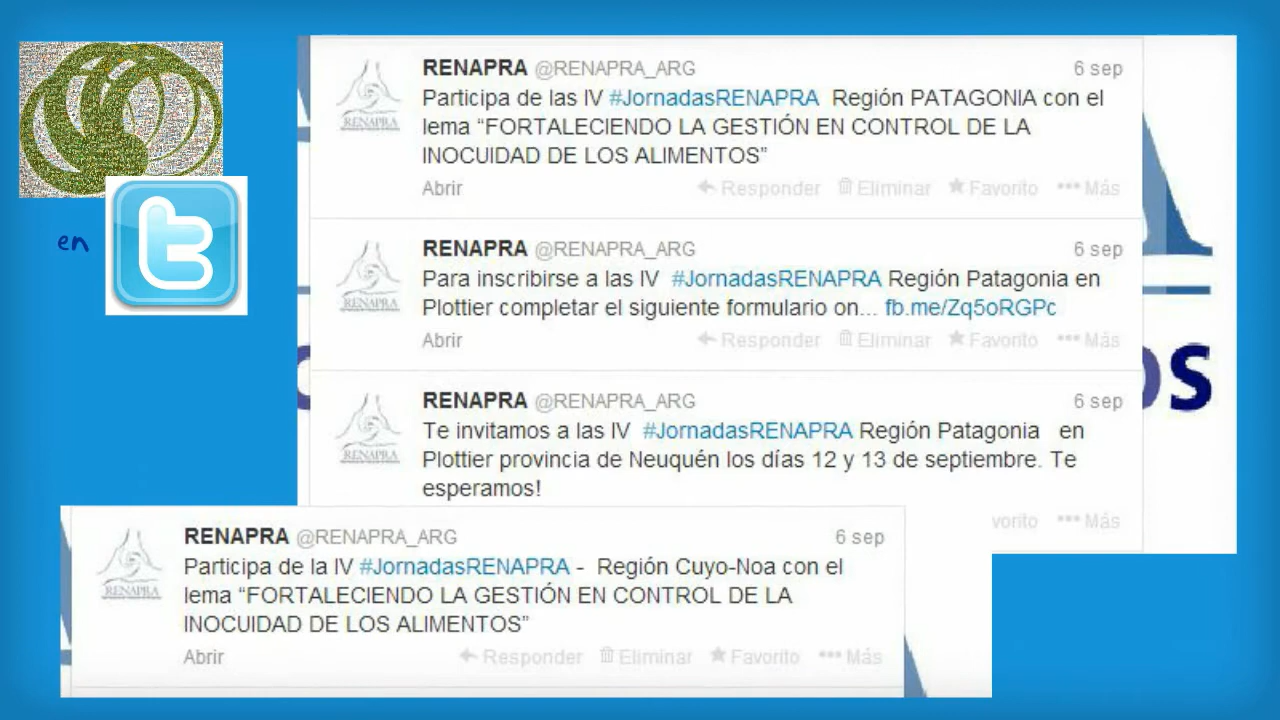 en
RENAPRA @RENAPRA_ARG 6 sep
Participa de las IV #JornadasRENAPRA Región PATAGONIA con el
lema “FORTALECIENDO LA GESTIÓN EN CONTROL DE LA
INOCUIDAD DE LOS ALIMENTOS”
Abrir Responder Eliminar Favorito Más
RENAPRA
RENAPRA @RENAPRA_ARG 6 sep
Para inscribirse a las IV #JornadasRENAPRA Región Patagonia en
Plottier completar el siguiente formulario on... fb.me/Zq5oRGPc
Abrir Responder Eliminar Favorito Más
RENAPRA
RENAPRA @RENAPRA_ARG 6 sep
Te invitamos a las IV #JornadasRENAPRA Región Patagonia en
Plottier provincia de Neuquén los días 12 y 13 de septiembre. Te
esperamos!
RENAPRA
vorito Más
os
RENAPRA @RENAPRA_ARG 6 sep
Participa de la IV #JornadasRENAPRA - Región Cuyo-Noa con el
lema “FORTALECIENDO LA GESTIÓN EN CONTROL DE LA
INOCUIDAD DE LOS ALIMENTOS”
Abrir Responder Eliminar Favorito Más
RENAPRA